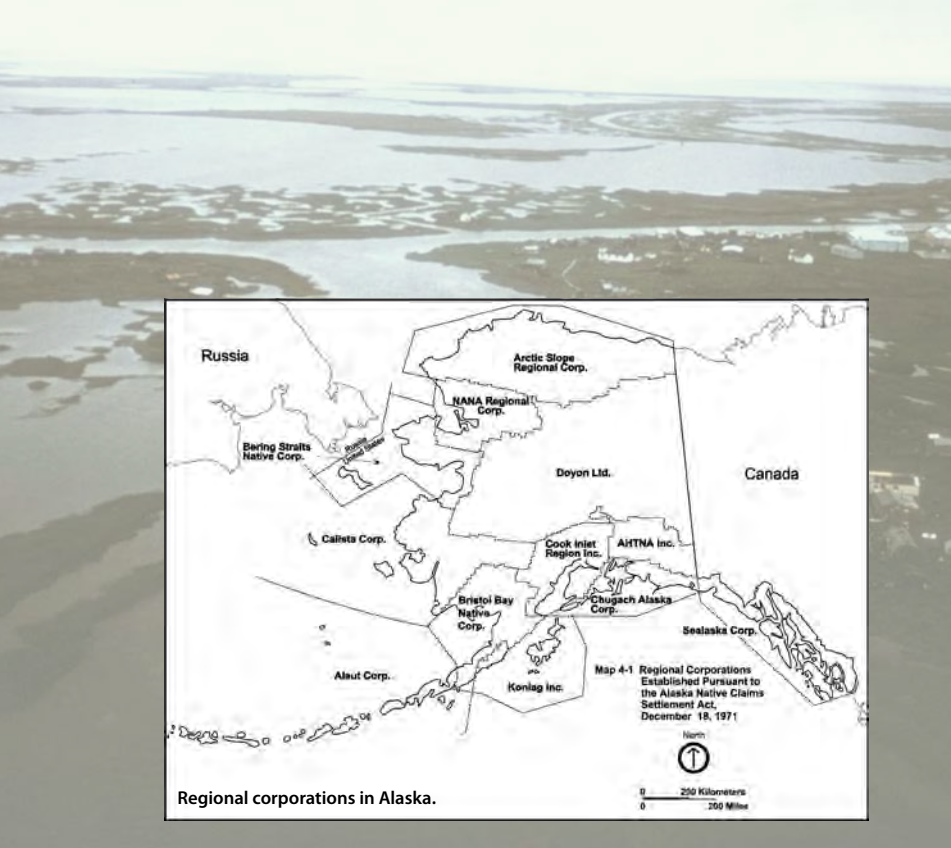 Russia
Arctic Slope
Regional Corp.
NANA Regional
Corp.
Bering Straits
Native Corp.
Russia
United States
Doyon Ltd.
Canada
Calista Corp.
Cook Inlet
Region Inc.
AHTNA Inc.
Bristol Bay
Native
Corp.
Chugach Alaska
Corp.
Sealaska Corp.
Aleut Corp.
Koniag Inc.
Map 4-1 Regional Corporations
Established Pursuant to
the Alaska Native Claims
Settlement Act,
December 18, 1971
North
0 200 Kilometers
0 200 Miles
Regional corporations in Alaska.